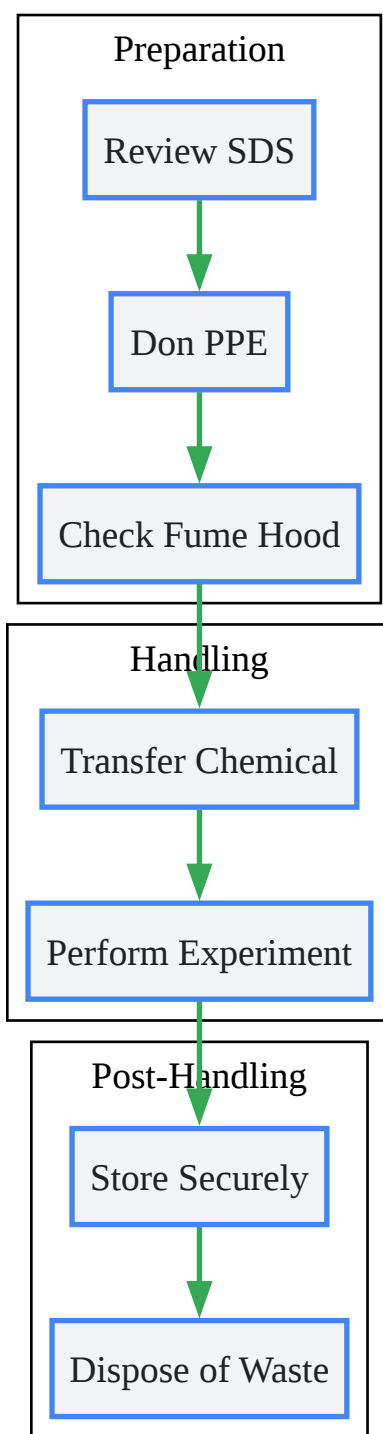 Preparation
Review SDS
Don PPE
Check Fume Hood
Handling
Transfer Chemical
Perform Experiment
Post-Handling
Store Securely
Dispose of Waste